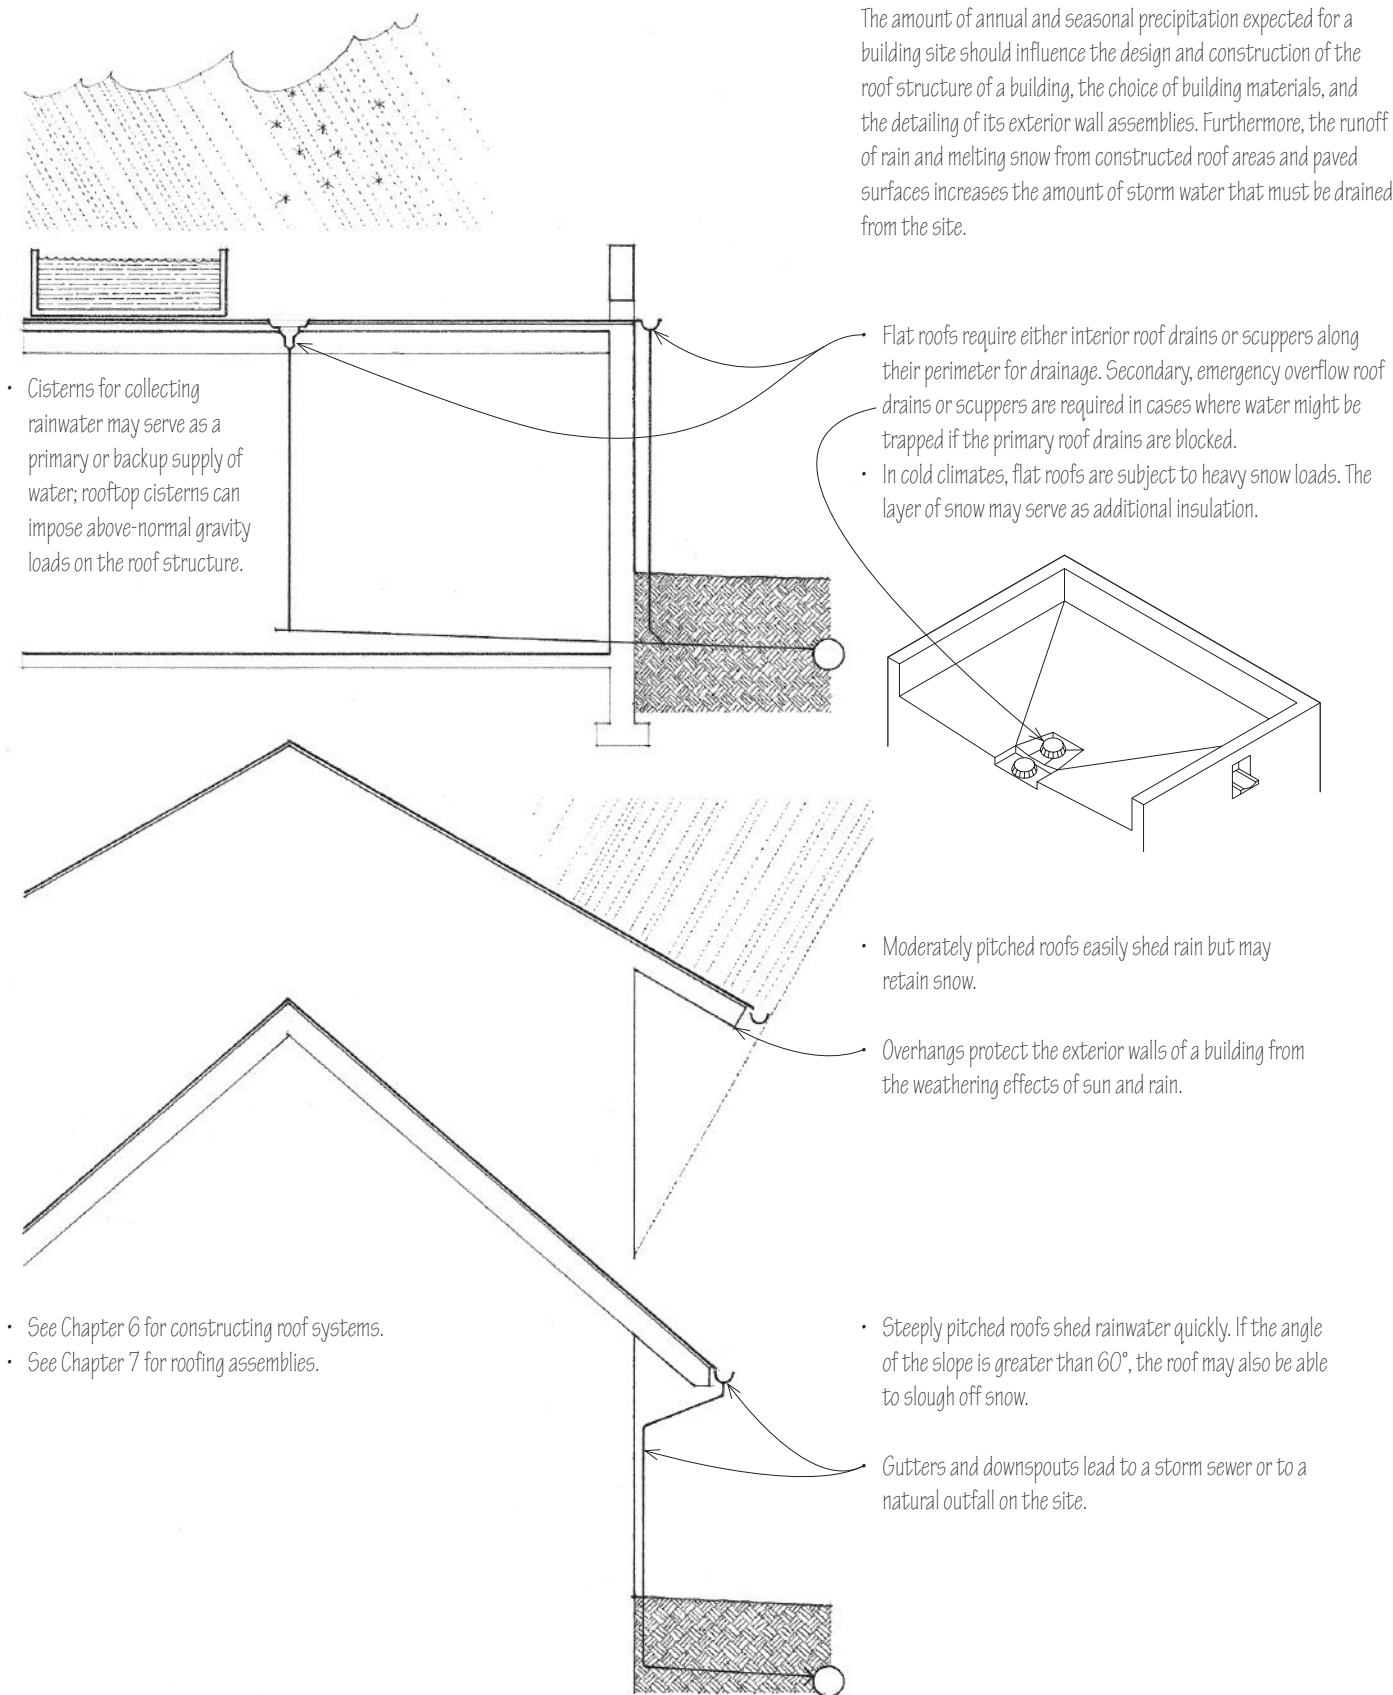 The amount of annual and seasonal precipitation expected for a
building site should influence the design and construction of the
roof structure of a building, the choice of building materials, and
the detailing of its exterior wall assemblies. Furthermore, the runoff
of rain and melting snow from constructed roof areas and paved
surfaces increases the amount of storm water that must be drained
from the site.
• Flat roofs require either interior roof drains or scuppers along
their perimeter for drainage. Secondary, emergency overflow roof
drains or scuppers are required in cases where water might be
trapped if the primary roof drains are blocked.
• In cold climates, flat roofs are subject to heavy snow loads. The
layer of snow may serve as additional insulation.
• Cisterns for collecting
rainwater may serve as a
primary or backup supply of
water; rooftop cisterns can
impose above-normal gravity
loads on the roof structure.
• Moderately pitched roofs easily shed rain but may
retain snow.
• Overhangs protect the exterior walls of a building from
the weathering effects of sun and rain.
• See Chapter 6 for constructing roof systems.
• See Chapter 7 for roofing assemblies.
• Steeply pitched roofs shed rainwater quickly. If the angle
of the slope is greater than 60°, the roof may also be able
to slough off snow.
• Gutters and downspouts lead to a storm sewer or to a
natural outfall on the site.